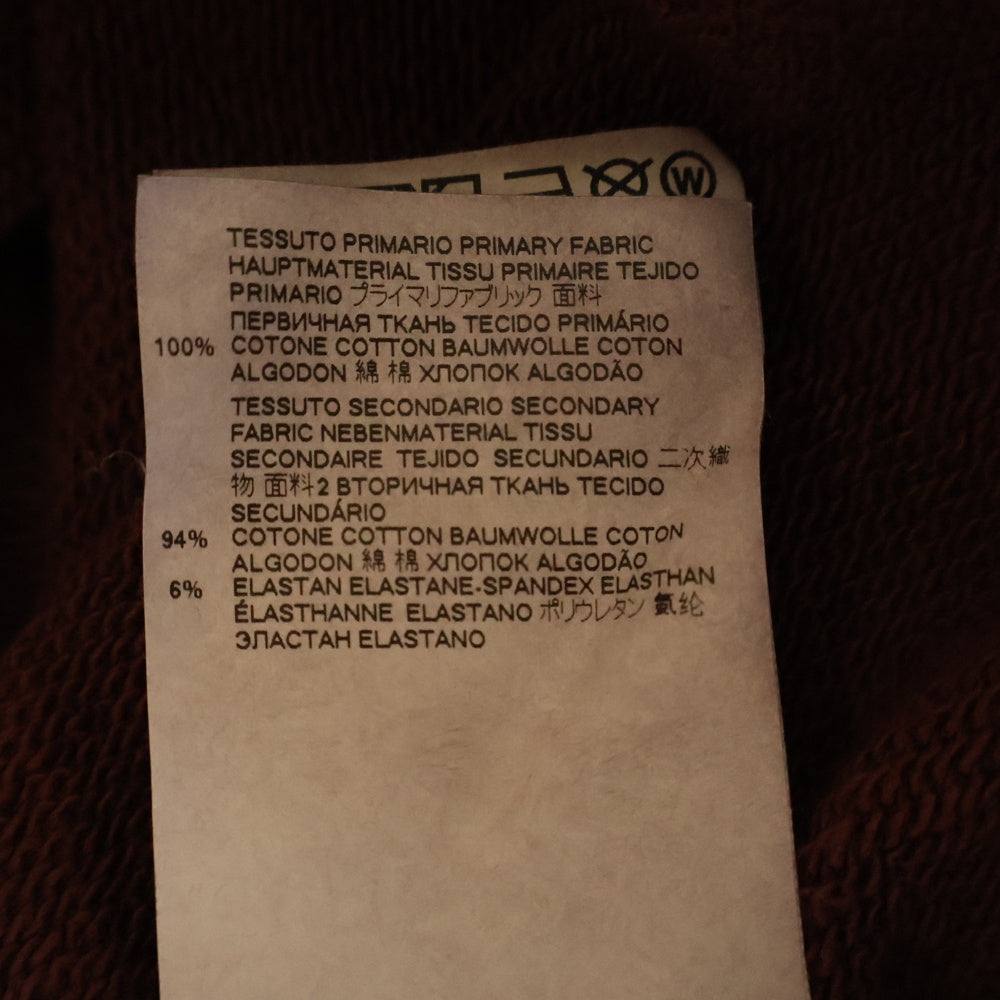 W
TESSUTO PRIMARIO PRIMARY FABRIC
HAUPTMATERIAL TISSU PRIMAIRE TEJIDO
PRIMARIO プライマリファブリック 面料
ПЕРВИЧНАЯ ТКАНЬ TECIDO PRIMÁRIO
100% COTONE COTTON BAUMWOLLE COTON
ALGODON 綿 棉 ХЛОПОК ALGODÃO
TESSUTO SECONDARIO SECONDARY
FABRIC NEBENMATERIAL TISSU
SECONDAIRE TEJIDO SECUNDARIO 二次織
物 面料2 ВТОРИЧНАЯ ТКАНЬ TECIDO
SECUNDÁRIO
94% COTONE COTTON BAUMWOLLE COTON
ALGODON 綿 棉 ХЛОПОК ALGODÃO
6% ELASTAN ELASTANE-SPANDEX ELASTHAN
ÉLASTHANNE ELASTANO ポリウレタン 氨纶
ЭЛАСТАН ELASTANO